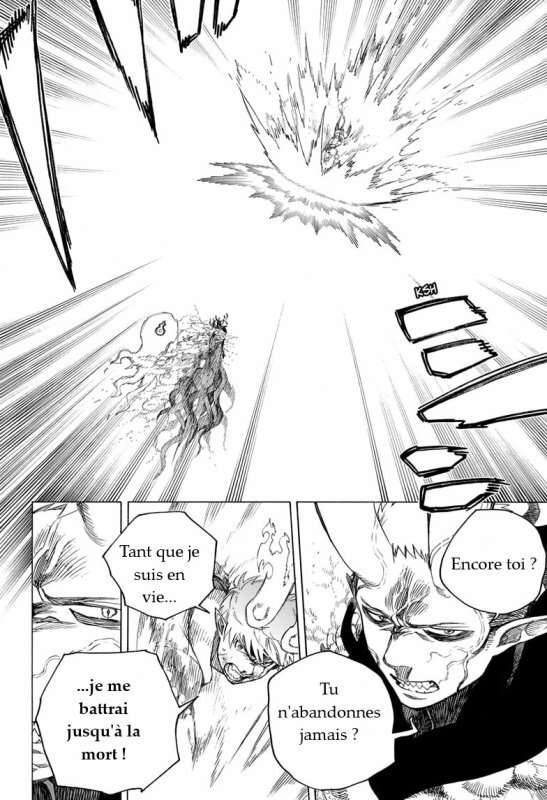 KSH
Encore toi ?
Tu
n'abandonnes
jamais ?
Tant que je
suis en
vie...
...je me
battrai
jusqu'à la
mort !